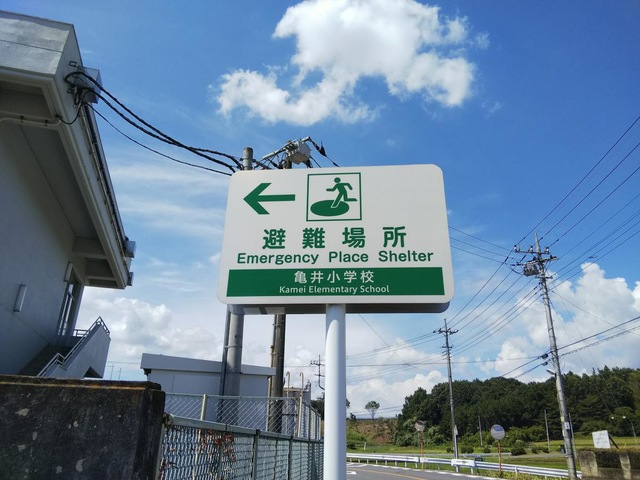 避難場所
Emergency Place Shelter
亀井小学校
Kamei Elementary School